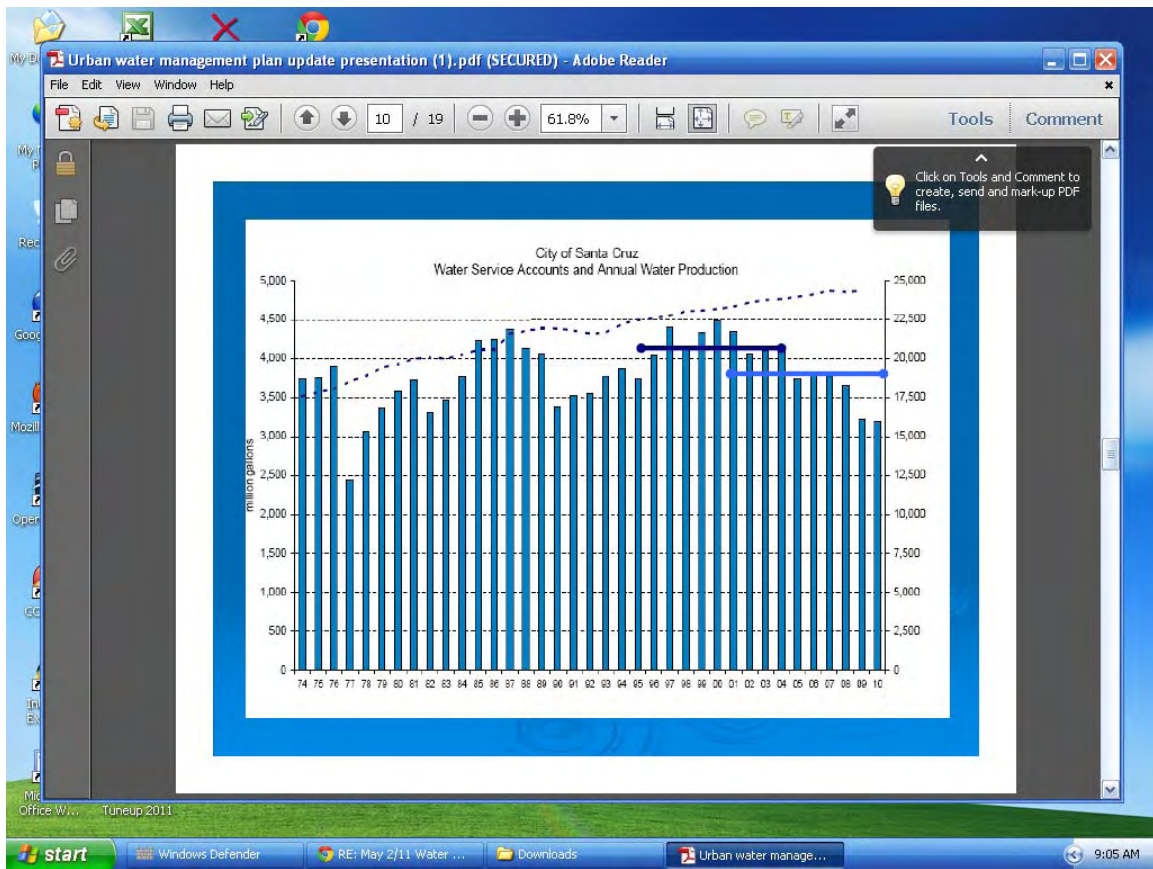 Urban water management plan update presentation (1).pdf (SECURED) - Adobe Reader
File Edit View Window Help
10 / 19
61.8%
Tools
Comment
Click on Tools and Comment to
create, send and mark-up PDF
files.
City of Santa Cruz
Water Service Accounts and Annual Water Production
million gallons
5,000
4,500
4,000
3,500
3,000
2,500
2,000
1,500
1,000
500
0
25,000
22,500
20,000
17,500
15,000
12,500
10,000
7,500
5,000
2,500
0
74 75 76 77 78 79 80 81 82 83 84 85 86 87 88 89 90 91 92 93 94 95 96 97 98 99 00 01 02 03 04 05 06 07 08 09 10
Office W...
Tuneup 2011
start
Windows Defender
RE: May 2/11 Water ...
Downloads
Urban water manage...
9:05 AM